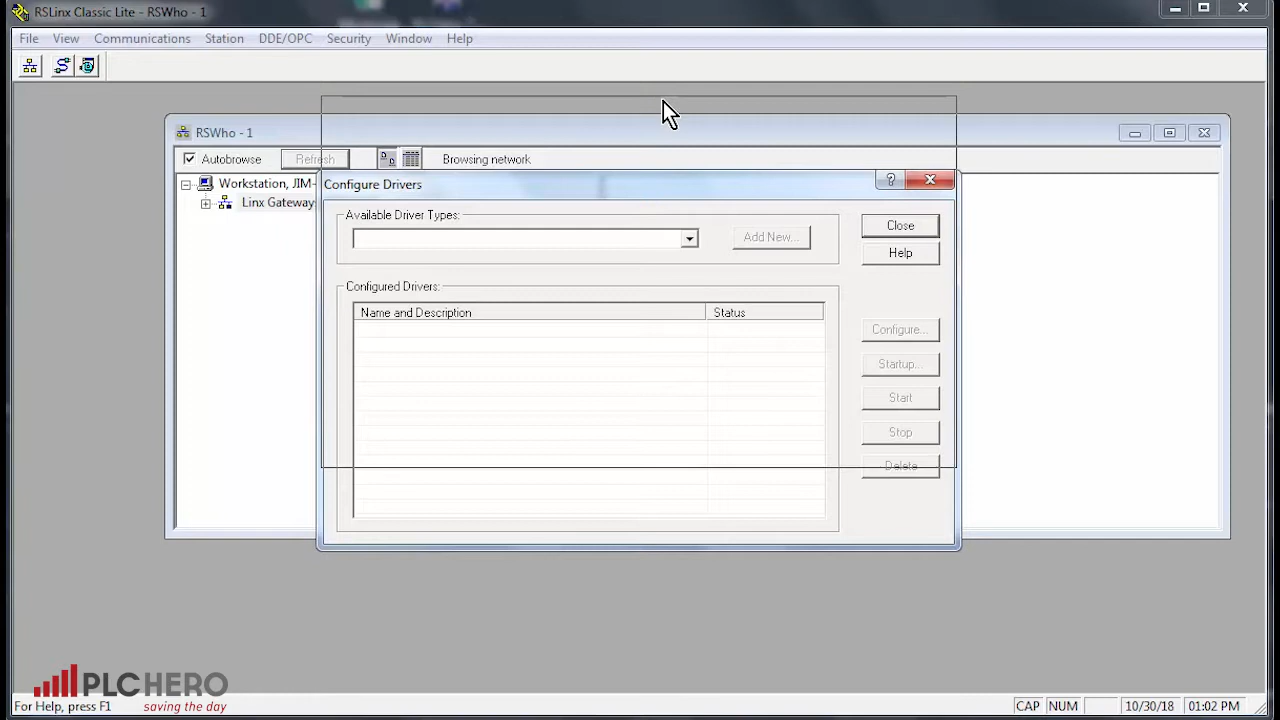 RSLinx Classic Lite - RSWho - 1
File View Communications Station DDE/OPC Security Window Help
RSWho - 1
Autobrowse Refresh Browsing network
Workstation, JIM-
Linx Gateway
Configure Drivers
?
Available Driver Types:
Add New...
Close
Help
Configured Drivers:
Name and Description Status
Configure...
Startup...
Start
Stop
Delete
PLCHERO
saving the day
For Help, press F1
CAP NUM 10/30/18 01:02 PM